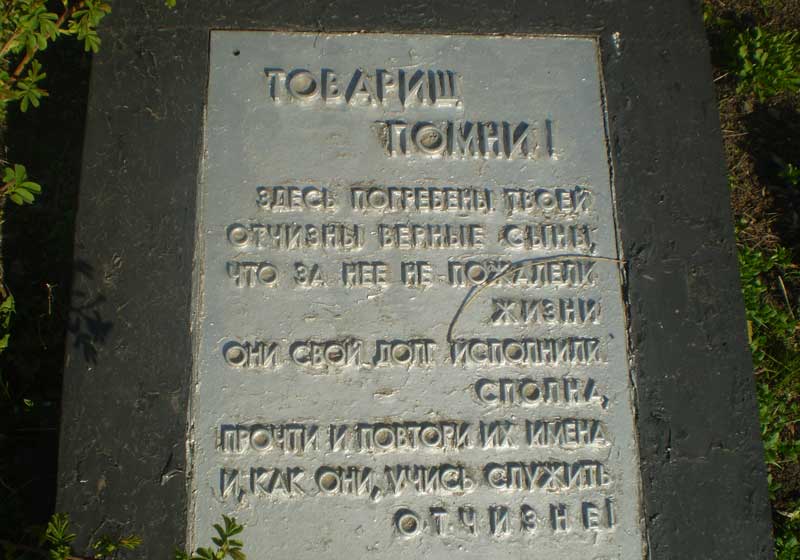 ТОВАРИЩ
ПОМНИ!
ЗДЕСЬ ПОГРЕБЕНЫ ТВОЕЙ
ОТЧИЗНЫ ВЕРНЫЕ СЫНЫ,
ЧТО ЗА НЕЕ НЕ ПОЖАЛЕЛИ
ЖИЗНИ
ОНИ СВОЙ ДОЛГ ИСПОЛНИЛИ
СПОЛНА,
ПРОЧТИ И ПОВТОРИ ИХ ИМЕНА
И, КАК ОНИ, УЧИСЬ СЛУЖИТЬ
ОТЧИЗНЕ!